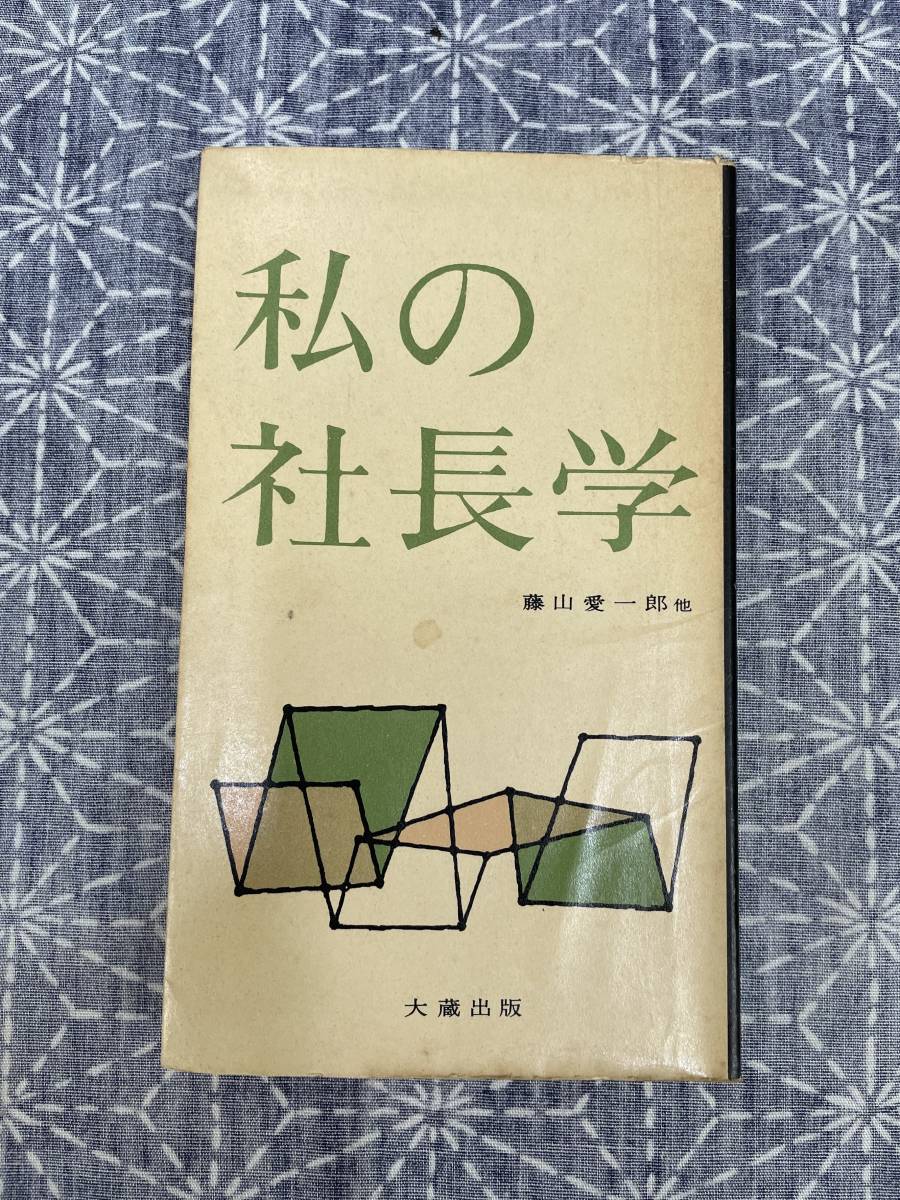 私の
社長学
藤山愛一郎他
大蔵出版